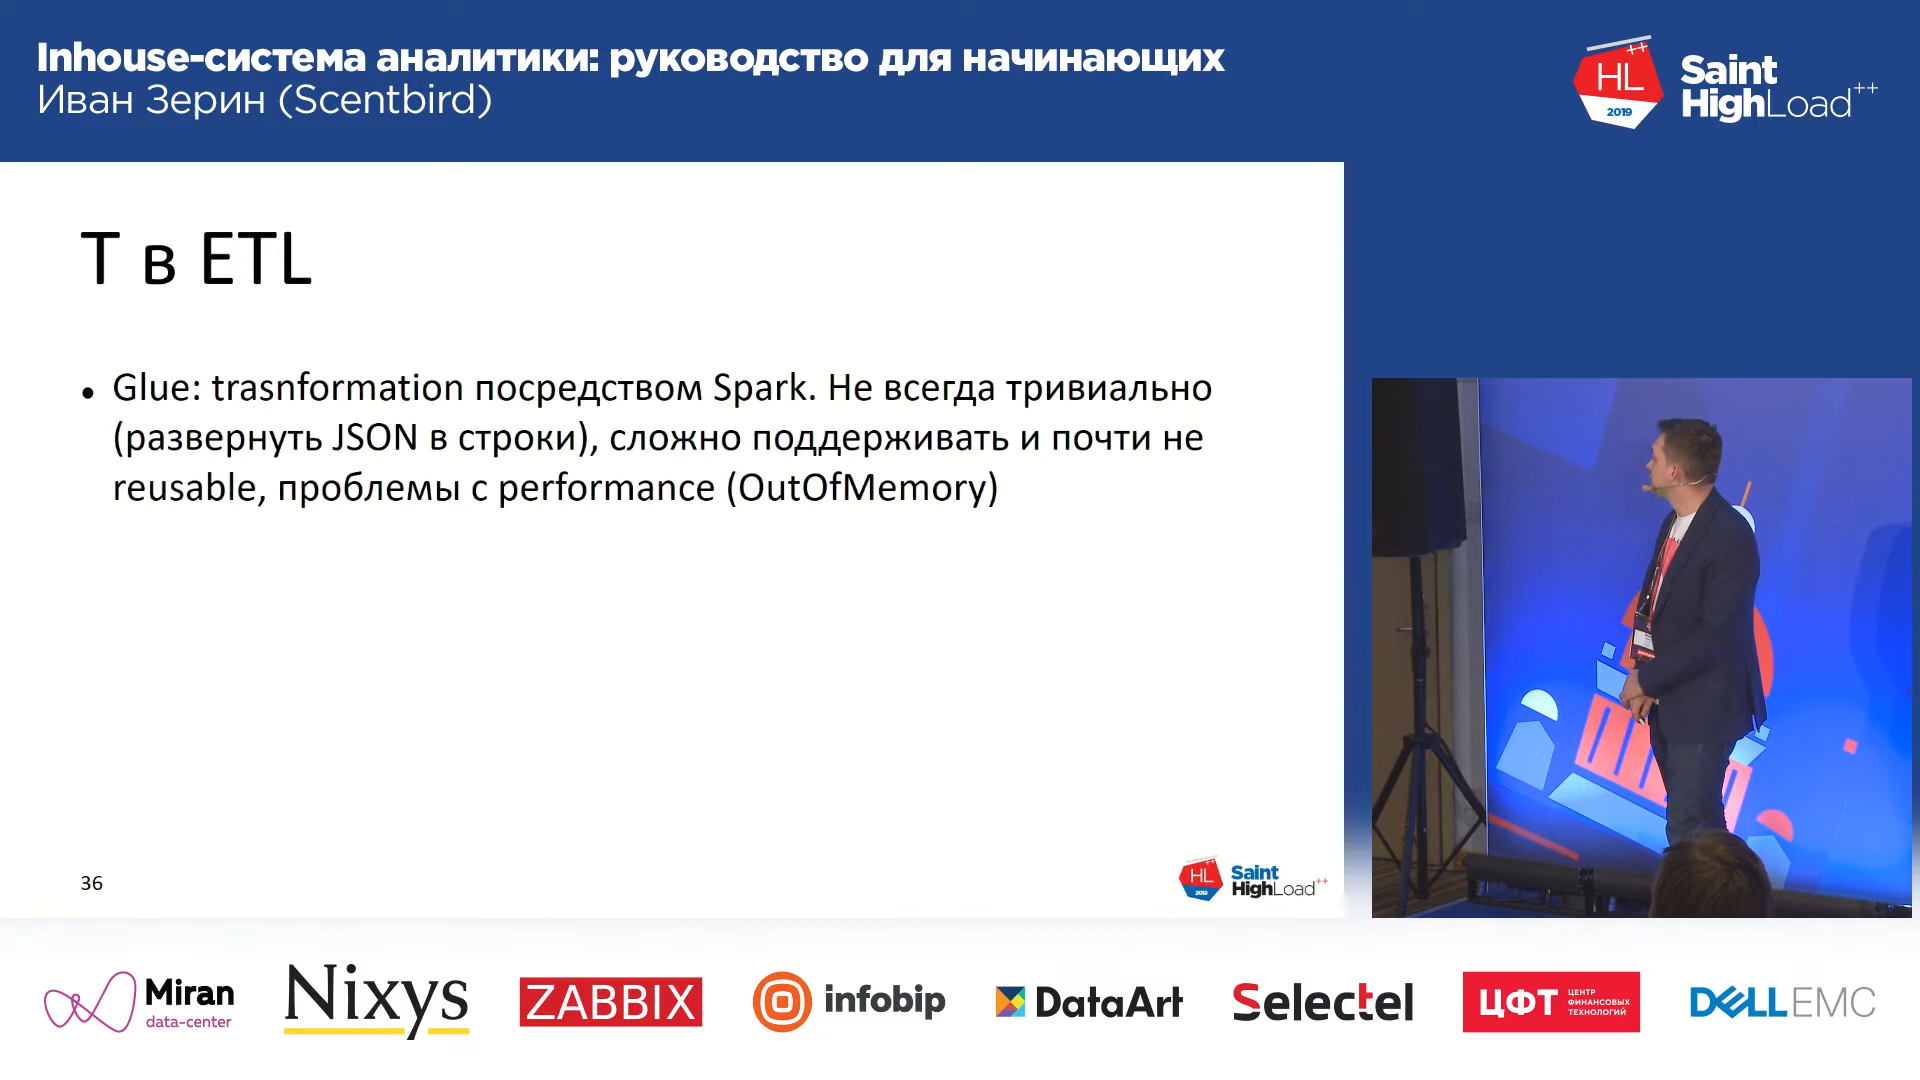 Inhouse-система аналитики: руководство для начинающих
Иван Зерин (Scentbird)
HL++
2019
Saint
HighLoad++
Т в ETL
• Glue: trasnformation посредством Spark. Не всегда тривиально
(развернуть JSON в строки), сложно поддерживать и почти не
reusable, проблемы с performance (OutOfMemory)
36
HL
2019
Saint
HighLoad++
Miran
data-center
Nixys
ZABBIX
infobip
DataArt
Selectel
ЦФТ
ЦЕНТР
ФИНАНСОВЫХ
ТЕХНОЛОГИЙ
DELL EMC